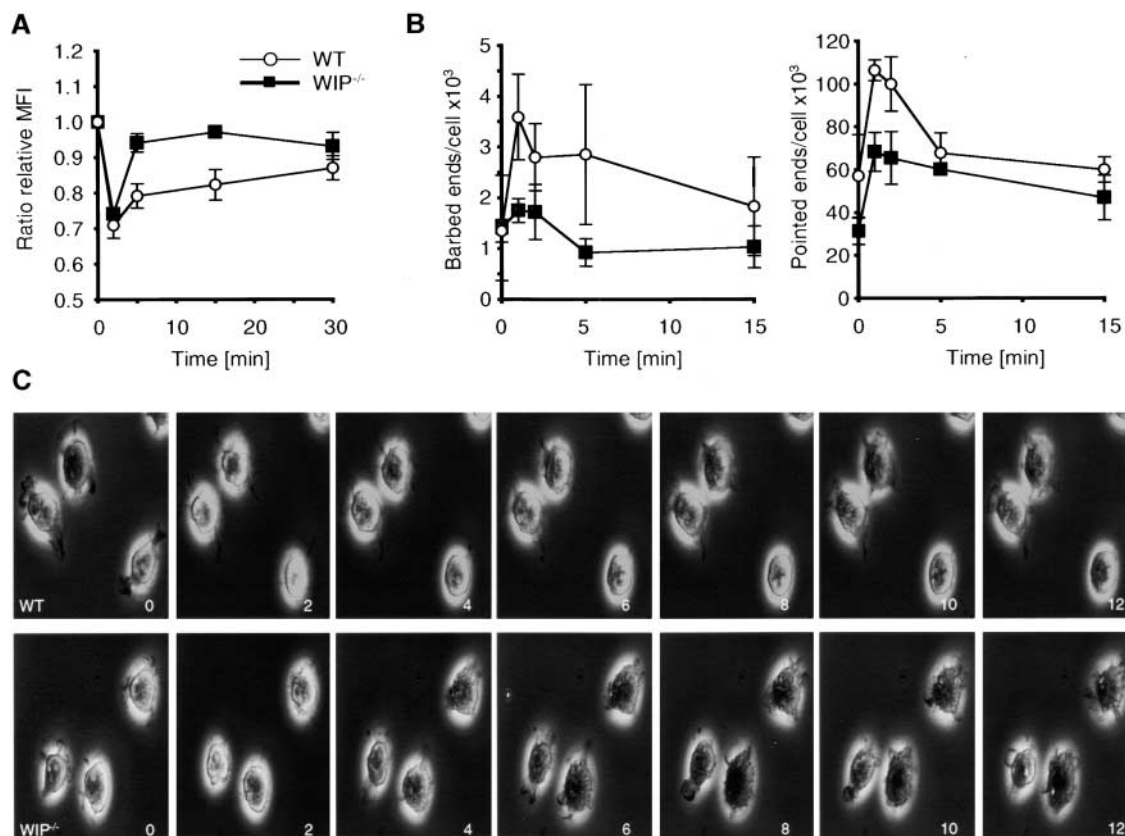 A
Ratio relative MFI
1.2
1.1
1.0
0.9
0.8
0.7
0.6
0.5
0 10 20 30
Time [min]
WT
WIP-/-
B
Barbed ends/cell x10³
5
4
3
2
1
0
0 5 10 15
Time [min]
Pointed ends/cell x10³
120
100
80
60
40
20
0
0 5 10 15
Time [min]
C
WT 0 2 4 6 8 10 12
WIP-/- 0 2 4 6 8 10 12